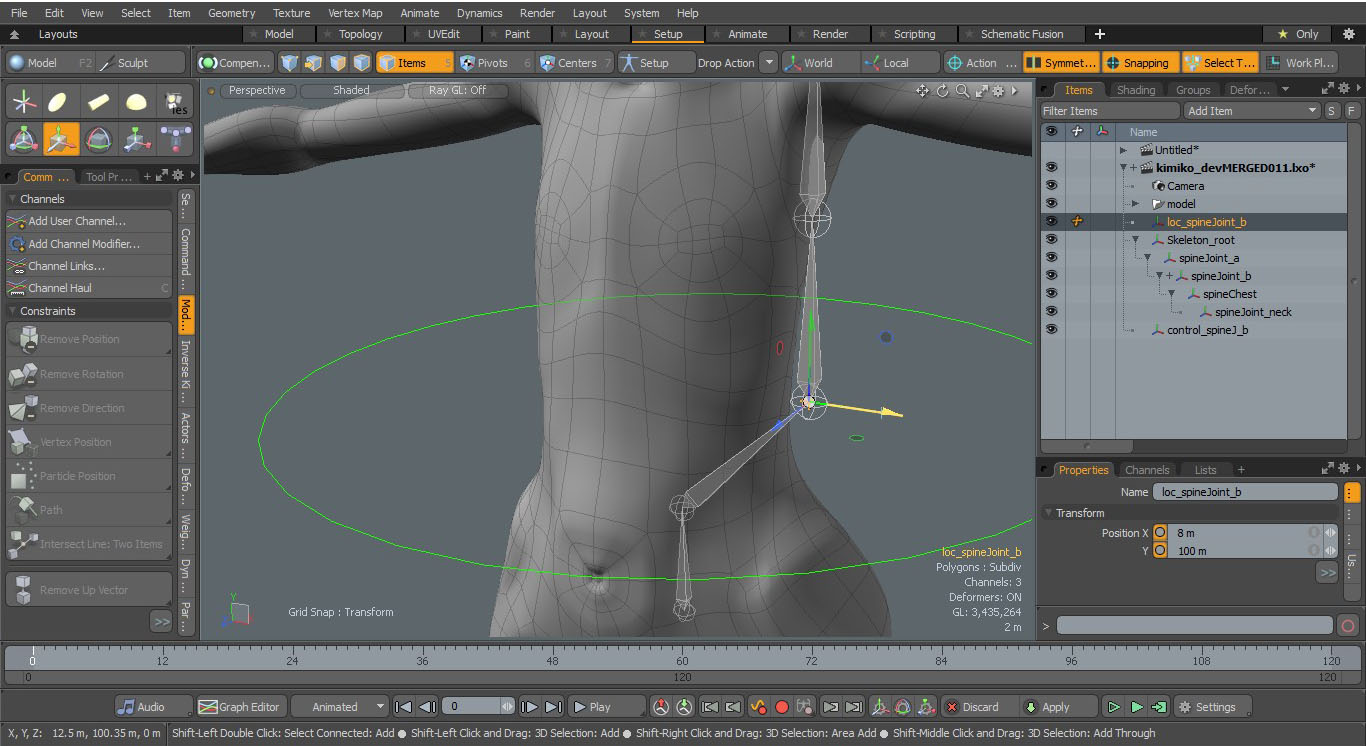 File Edit View Select Item Geometry Texture Vertex Map Animate Dynamics Render Layout System Help
Layouts Model Topology UVEdit Paint Layout Setup Animate Render Scripting Schematic Fusion + Only
Model F2 Sculpt Compen... Items 5 Pivots 6 Centers 7 Setup Drop Action World Local Action ... Symmet... Snapping Select T... Work Pl...
Perspective Shaded Ray GL: Off
Comm ... Tool Pr ... +
Channels
Add User Channel...
Add Channel Modifier...
Channel Links...
Channel Haul C
Constraints
Remove Position
Remove Rotation
Remove Direction
Vertex Position
Particle Position
Path
Intersect Line: Two Items
Remove Up Vector
>>
Se ...
Command ...
Mod...
Inverse Ki ...
Actors ...
Defo ...
Weig...
Dyn ...
Par ...
loc_spineJoint_b
Polygons : Subdiv
Channels: 3
Deformers: ON
GL: 3,435,264
2 m
Grid Snap : Transform
Y
Items Shading Groups Defor...
Filter Items Add Item S F
Name
Untitled*
kimiko_devMERGED011.lxo*
Camera
model
loc_spineJoint_b
Skeleton_root
spineJoint_a
spineJoint_b
spineChest
spineJoint_neck
control_spineJ_b
Properties Channels Lists +
Name loc_spineJoint_b
Transform
Position X 8 m
Y 100 m
>>
Us...
>
0 12 24 36 48 60 72 84 96 108 120
0 120 120
Audio Graph Editor Animated 0 Play Discard Apply Settings
X, Y, Z: 12.5 m, 100.35 m, 0 m Shift-Left Double Click: Select Connected: Add ● Shift-Left Click and Drag: 3D Selection: Add ● Shift-Right Click and Drag: 3D Selection: Area Add ● Shift-Middle Click and Drag: 3D Selection: Add Through